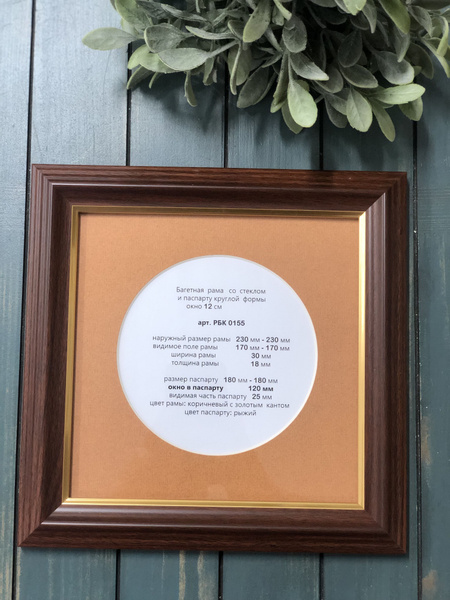 Багетная рама со стеклом
и паспарту круглой формы
окно 12 см
арт. РБК 0155
наружный размер рамы 230 мм - 230 мм
видимое поле рамы 170 мм - 170 мм
ширина рамы 30 мм
толщина рамы 18 мм
размер паспарту 180 мм - 180 мм
окно в паспарту 120 мм
видимая часть паспарту 25 мм
цвет рамы: коричневый с золотым кантом
цвет паспарту: рыжий